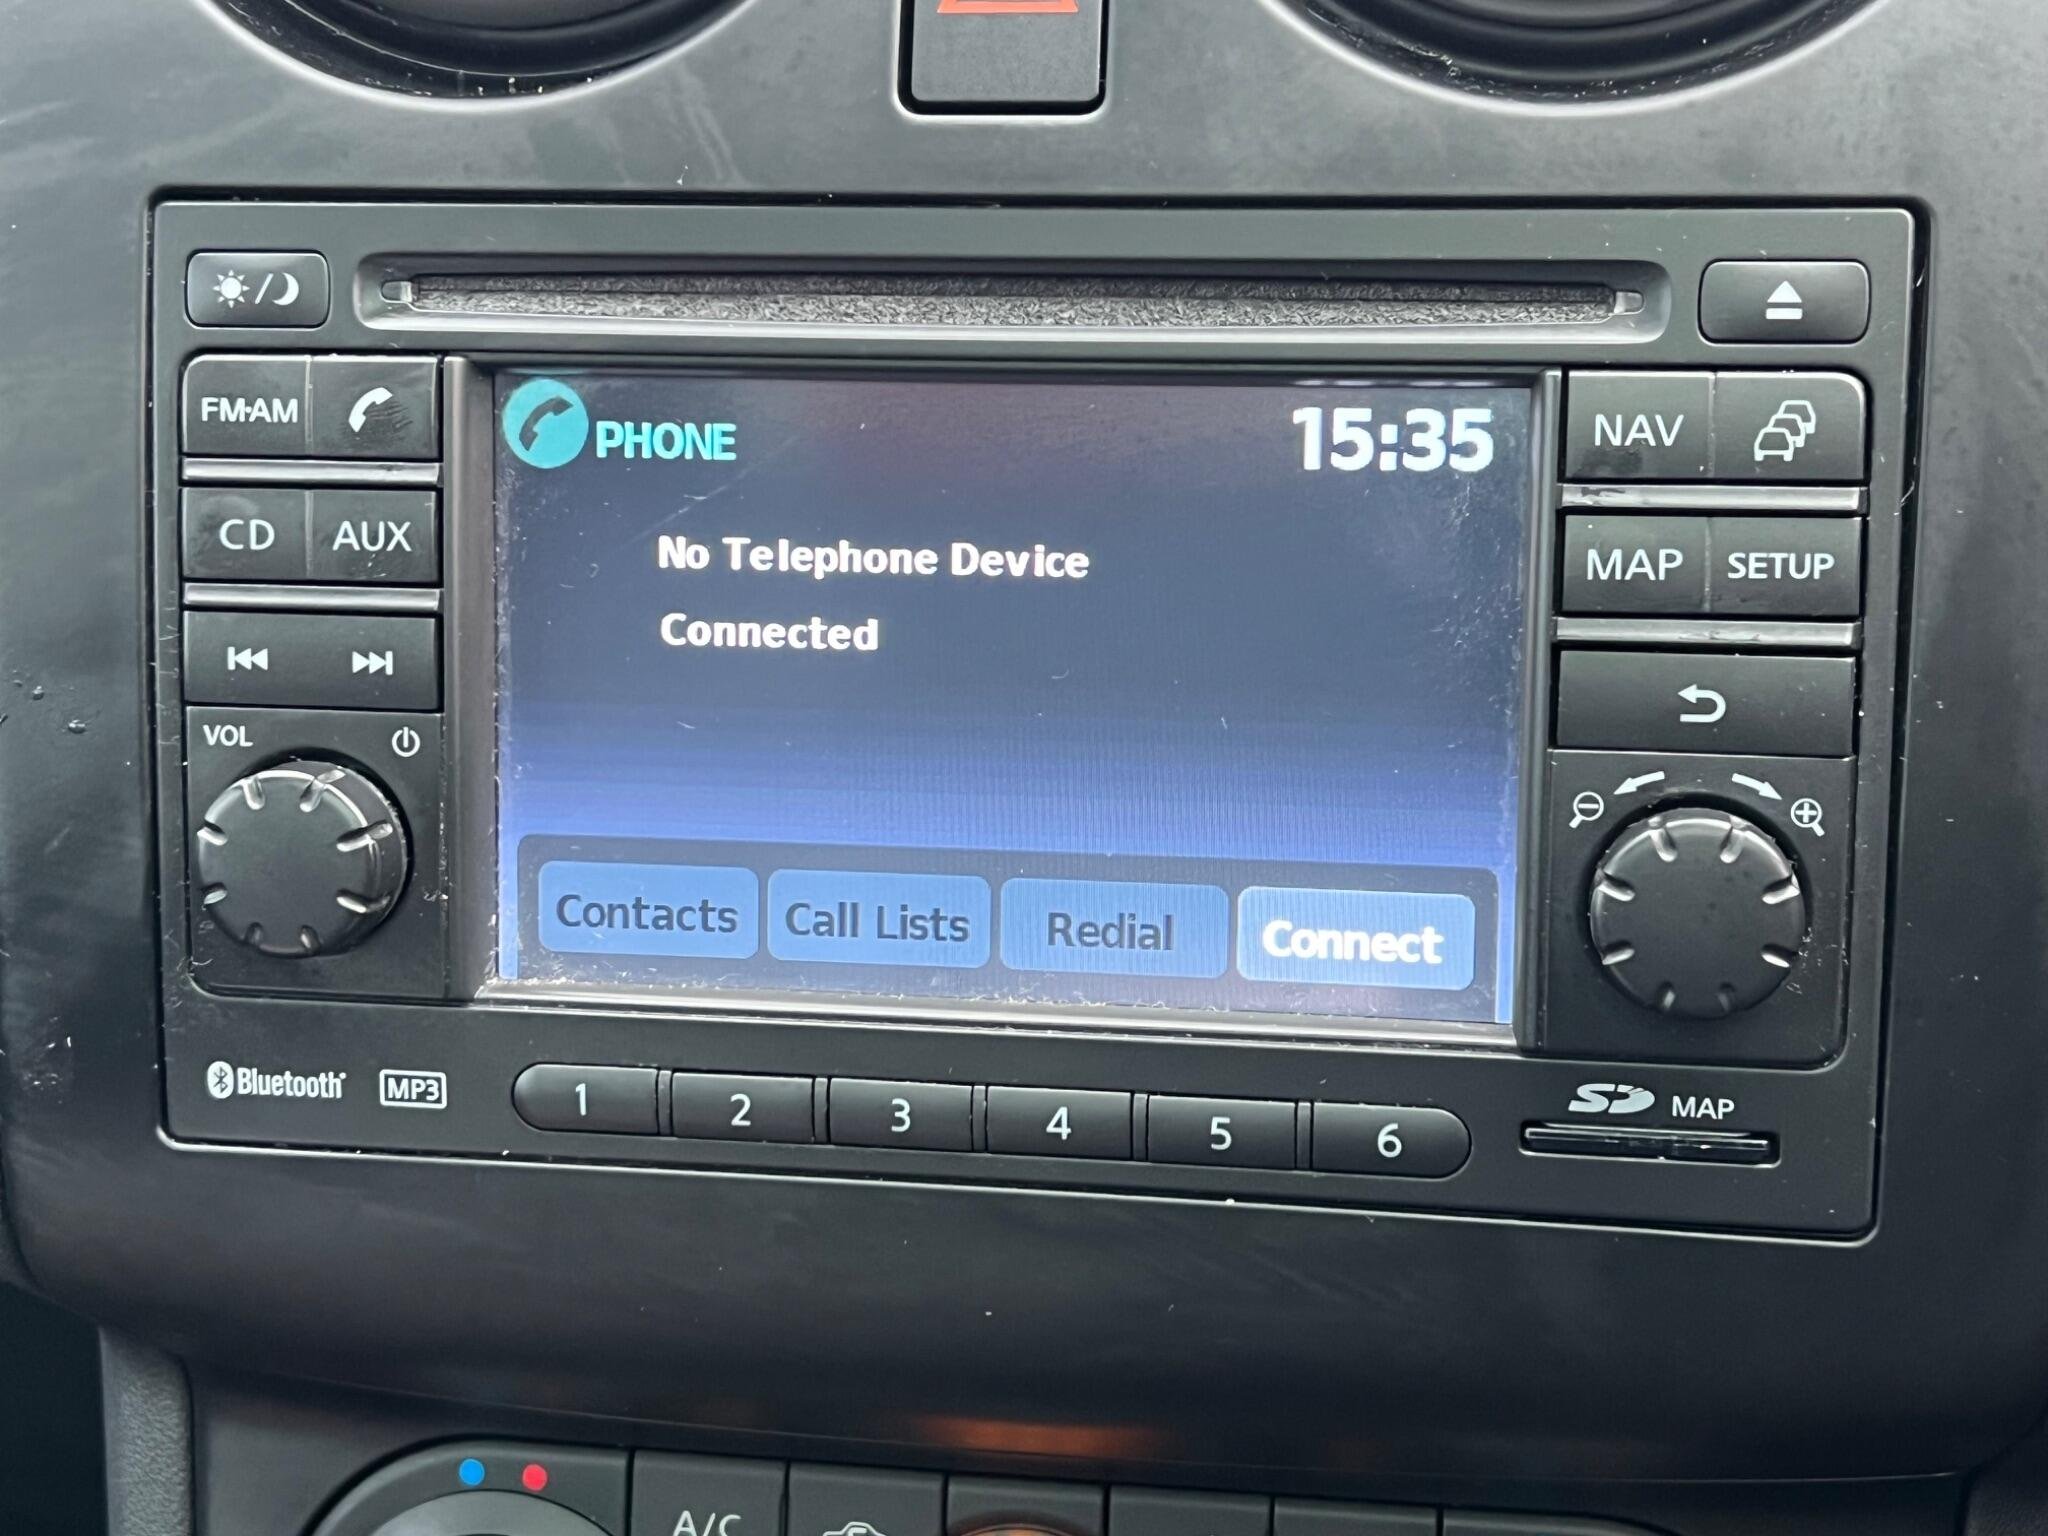 FM·AM
NAV
PHONE
15:35
CD AUX
MAP SETUP
No Telephone Device
Connected
VOL
Contacts Call Lists Redial Connect
Bluetooth MP3
1 2 3 4 5 6
SD MAP
A/C